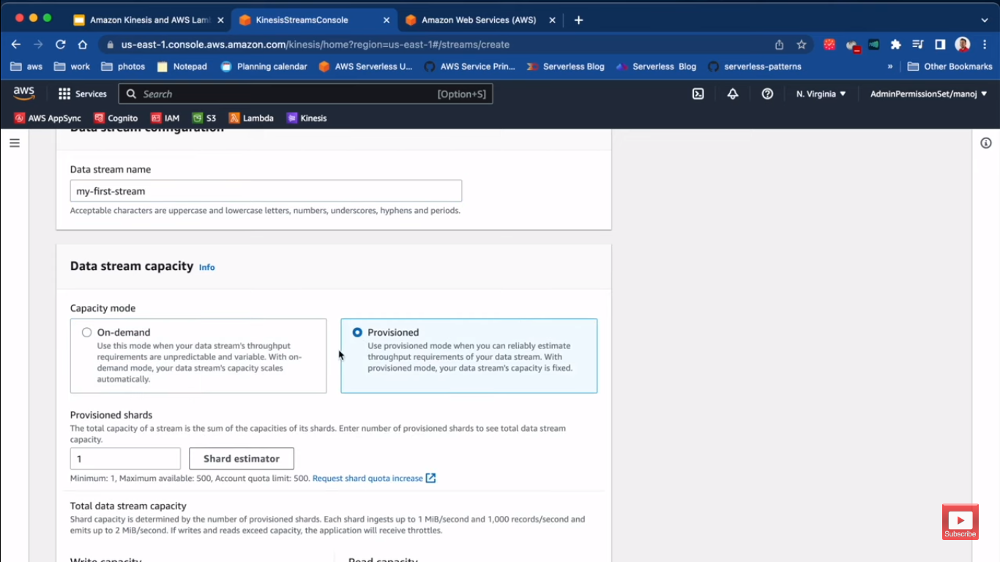 Amazon Kinesis and AWS Lam
KinesisStreamsConsole
Amazon Web Services (AWS)
us-east-1.console.aws.amazon.com/kinesis/home?region=us-east-1#/streams/create
aws
work
photos
Notepad
Planning calendar
AWS Serverless U...
AWS Service Prin...
Serverless Blog
Serverless Blog
serverless-patterns
»
Other Bookmarks
aws
Services
Search
[Option+S]
N. Virginia
AdminPermissionSet/manoj
AWS AppSync
Cognito
IAM
S3
Lambda
Kinesis
Data stream configuration
Data stream name
my-first-stream
Acceptable characters are uppercase and lowercase letters, numbers, underscores, hyphens and periods.
Data stream capacity Info
Capacity mode
On-demand
Use this mode when your data stream's throughput
requirements are unpredictable and variable. With on-
demand mode, your data stream's capacity scales
automatically.
Provisioned
Use provisioned mode when you can reliably estimate
throughput requirements of your data stream. With
provisioned mode, your data stream's capacity is fixed.
Provisioned shards
The total capacity of a stream is the sum of the capacities of its shards. Enter number of provisioned shards to see total data stream
capacity.
1
Shard estimator
Minimum: 1, Maximum available: 500, Account quota limit: 500. Request shard quota increase
Total data stream capacity
Shard capacity is determined by the number of provisioned shards. Each shard ingests up to 1 MiB/second and 1,000 records/second and
emits up to 2 MiB/second. If writes and reads exceed capacity, the application will receive throttles.
Write capacity
Read capacity
Subscribe